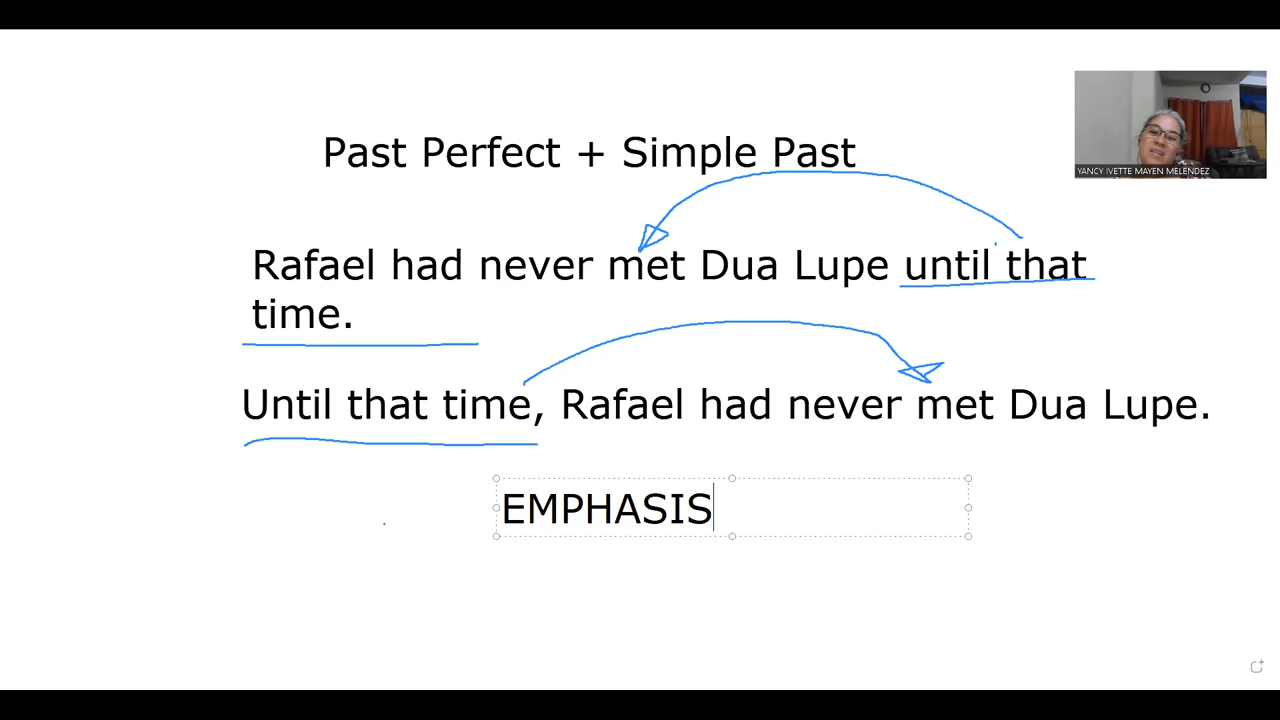 Past Perfect + Simple Past
YANCY IVETTE MAYEN MELENDEZ
Rafael had never met Dua Lupe until that
time.
Until that time, Rafael had never met Dua Lupe.
EMPHASIS